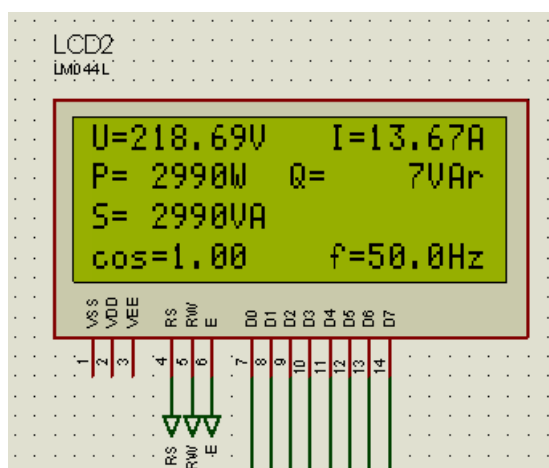 LCD2
LM044L
U=218.69V I=13.67A
P= 2990W Q= 7VAr
S= 2990VA
cos=1.00 f=50.0Hz
VSS VDD VEE RS RW E D0 D1 D2 D3 D4 D5 D6 D7
1 2 3 4 5 6 7 8 9 10 11 12 13 14
RS RW E